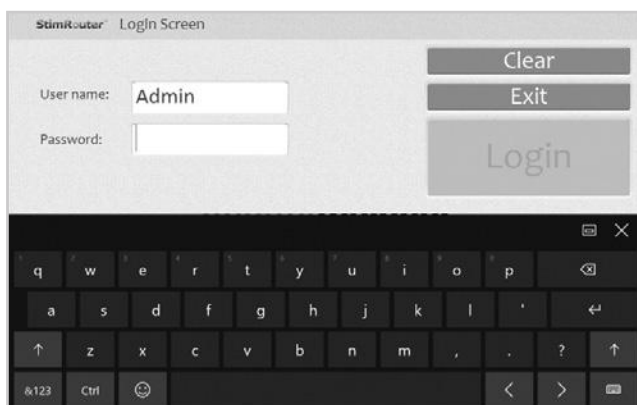 StimRouter LogIn Screen
Clear
User name: Admin
Exit
Password:
Login
q w e r t y u i o p
a s d f g h j k l '
z x c v b n m , . ?
&123 Ctrl